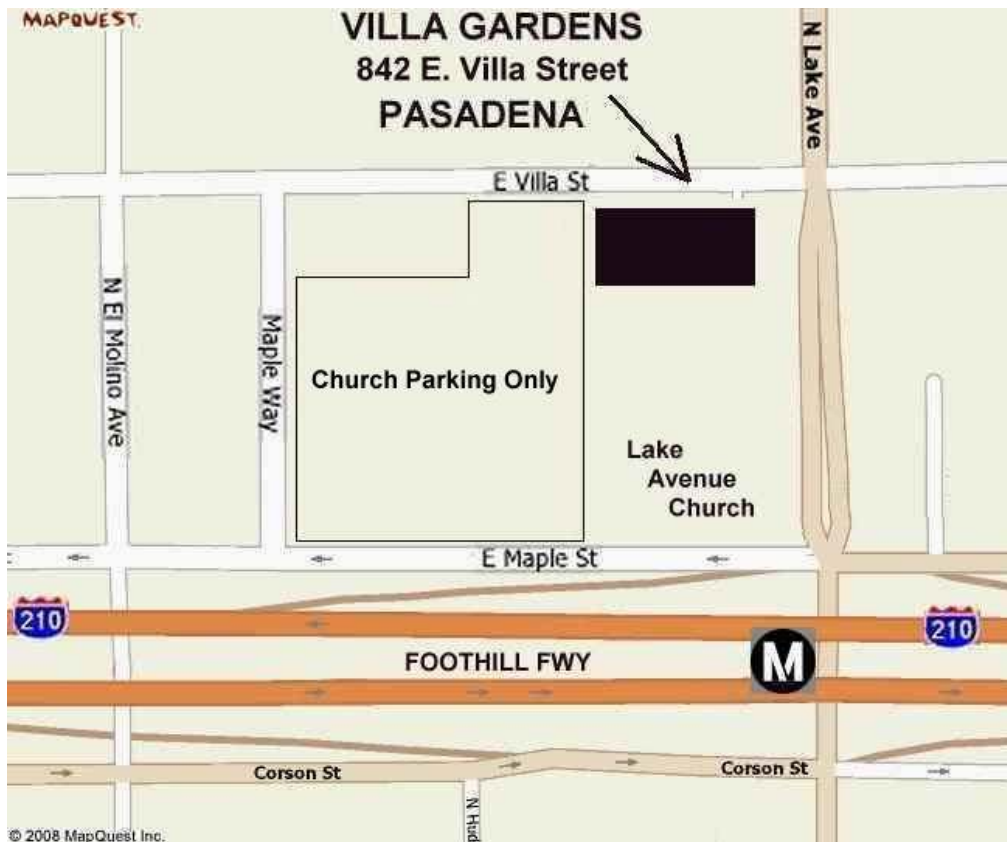 MAPQUEST.
VILLA GARDENS
842 E. Villa Street
PASADENA
N Lake Ave
E Villa St
N El Molino Ave
Maple Way
Church Parking Only
Lake
Avenue
Church
E Maple St
210
210
FOOTHILL FWY
M
Corson St
Corson St
N Hud
© 2008 MapQuest Inc.